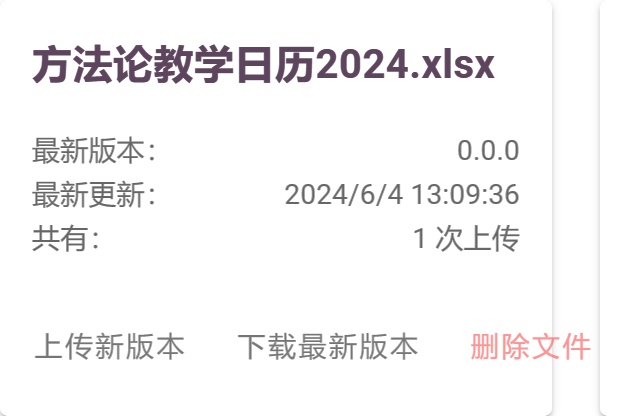 方法论教学日历2024.xlsx
最新版本： 0.0.0
最新更新： 2024/6/4 13:09:36
共有： 1 次上传
上传新版本 下载最新版本 删除文件